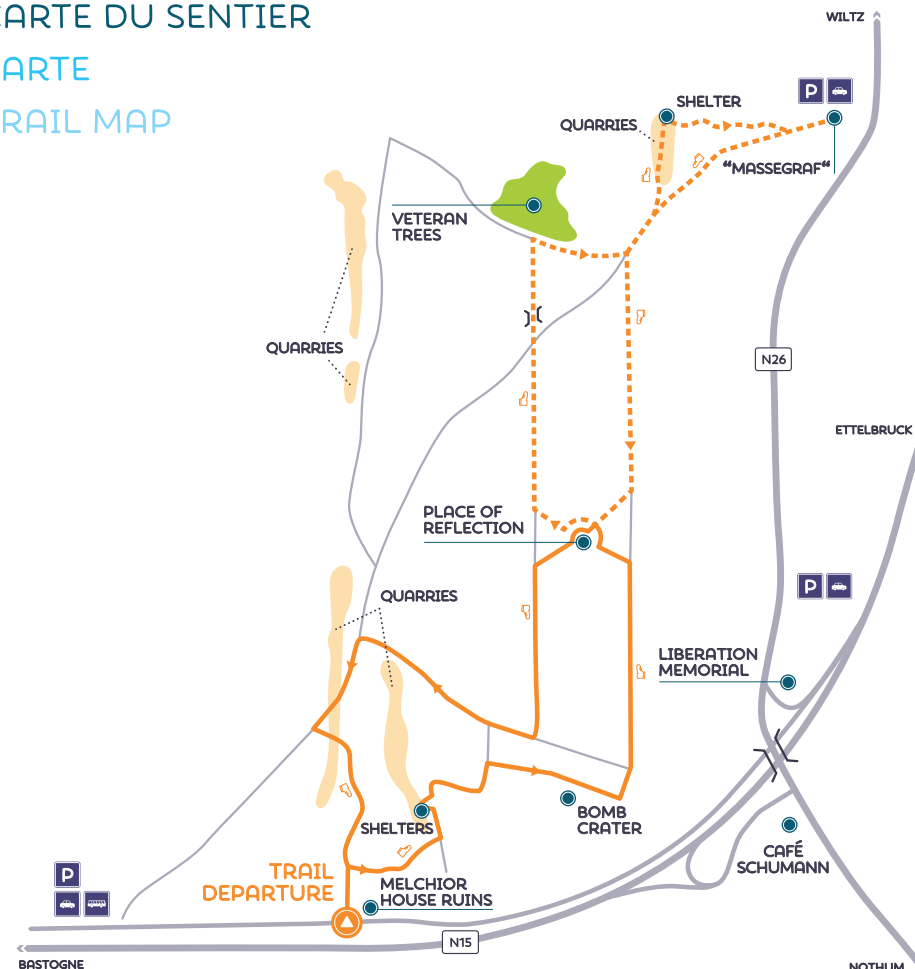 CARTE DU SENTIER
ARTE
RAIL MAP
WILTZ
P
SHELTER
QUARRIES
"MASSEGRAF"
VETERAN
TREES
QUARRIES
N26
ETTELBRUCK
PLACE OF
REFLECTION
P
QUARRIES
LIBERATION
MEMORIAL
BOMB
CRATER
SHELTERS
CAFÉ
SCHUMANN
P
TRAIL
DEPARTURE
MELCHIOR
HOUSE RUINS
N15
BASTOGNE
NOTHUM